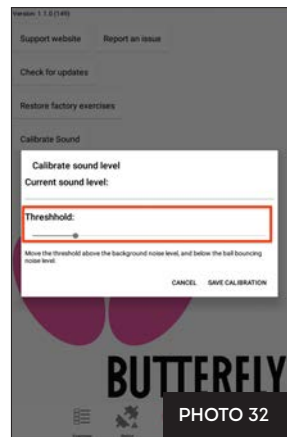 Version 1.1.0 (149)
Support website Report an issue
Check for updates
Restore factory exercises
Calibrate Sound
Calibrate sound level
Current sound level:
Threshhold:
Move the threshold above the background noise level, and below the ball bouncing
noise level.
CANCEL SAVE CALIBRATION
BUTTERFLY
PHOTO 32